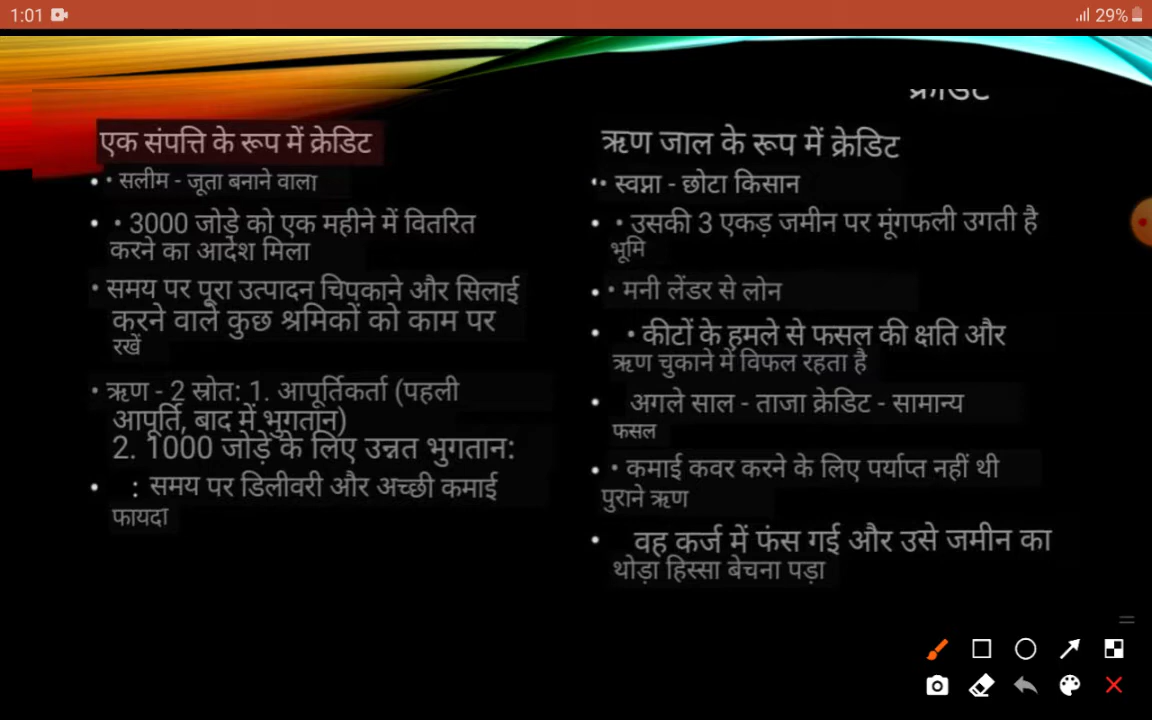 1:01
29%
क्रेडिट
एक संपत्ति के रूप में क्रेडिट
• • सलीम - जूता बनाने वाला
• • 3000 जोड़े को एक महीने में वितरित
करने का आदेश मिला
• समय पर पूरा उत्पादन चिपकाने और सिलाई
करने वाले कुछ श्रमिकों को काम पर
रखें
• ऋण - 2 स्रोत: 1. आपूर्तिकर्ता (पहली
आपूर्ति, बाद में भुगतान)
2. 1000 जोड़े के लिए उन्नत भुगतान:
• : समय पर डिलीवरी और अच्छी कमाई
फायदा
ऋण जाल के रूप में क्रेडिट
• • स्वप्ना - छोटा किसान
• • उसकी 3 एकड़ जमीन पर मूंगफली उगती है
भूमि
• • मनी लेंडर से लोन
• • कीटों के हमले से फसल की क्षति और
ऋण चुकाने में विफल रहता है
• अगले साल - ताजा क्रेडिट - सामान्य
फसल
• • कमाई कवर करने के लिए पर्याप्त नहीं थी
पुराने ऋण
• वह कर्ज में फंस गई और उसे जमीन का
थोड़ा हिस्सा बेचना पड़ा